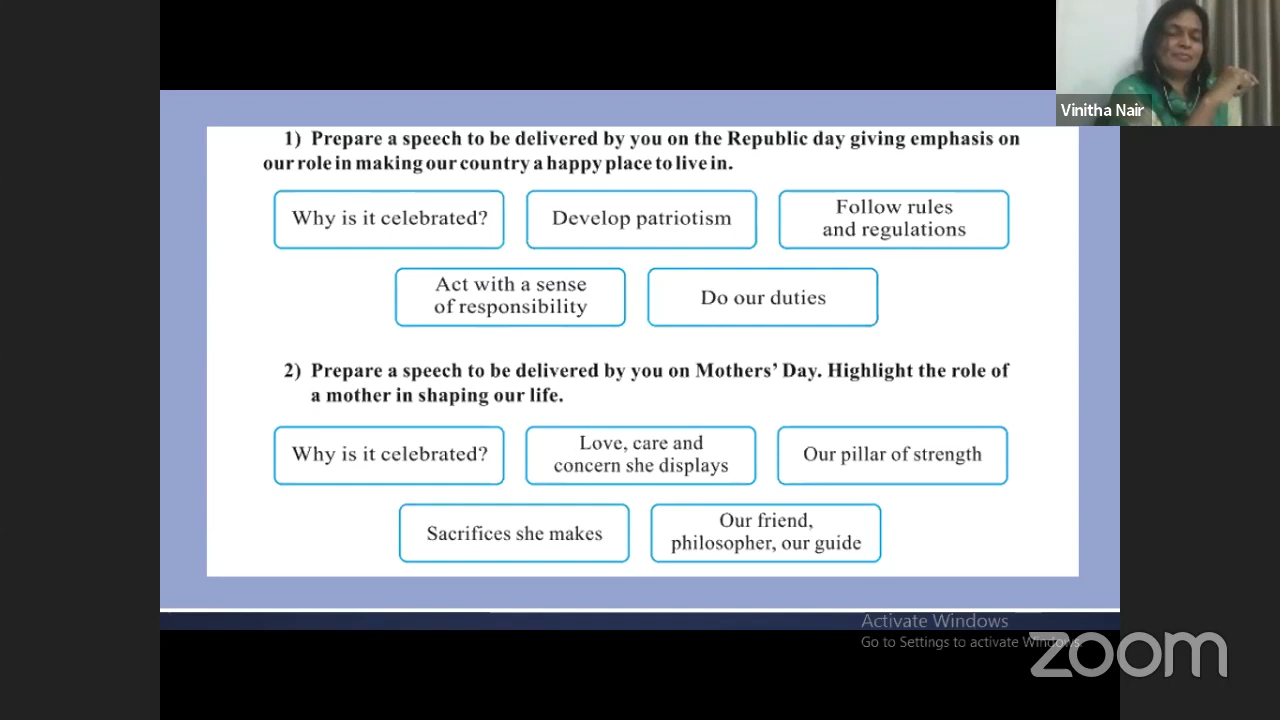 Vinitha Nair
1) Prepare a speech to be delivered by you on the Republic day giving emphasis on
our role in making our country a happy place to live in.
Why is it celebrated?
Develop patriotism
Follow rules
and regulations
Act with a sense
of responsibility
Do our duties
2) Prepare a speech to be delivered by you on Mothers’ Day. Highlight the role of
a mother in shaping our life.
Why is it celebrated?
Love, care and
concern she displays
Our pillar of strength
Sacrifices she makes
Our friend,
philosopher, our guide
Activate Windows
Go to Settings to activate Windows.
zoom